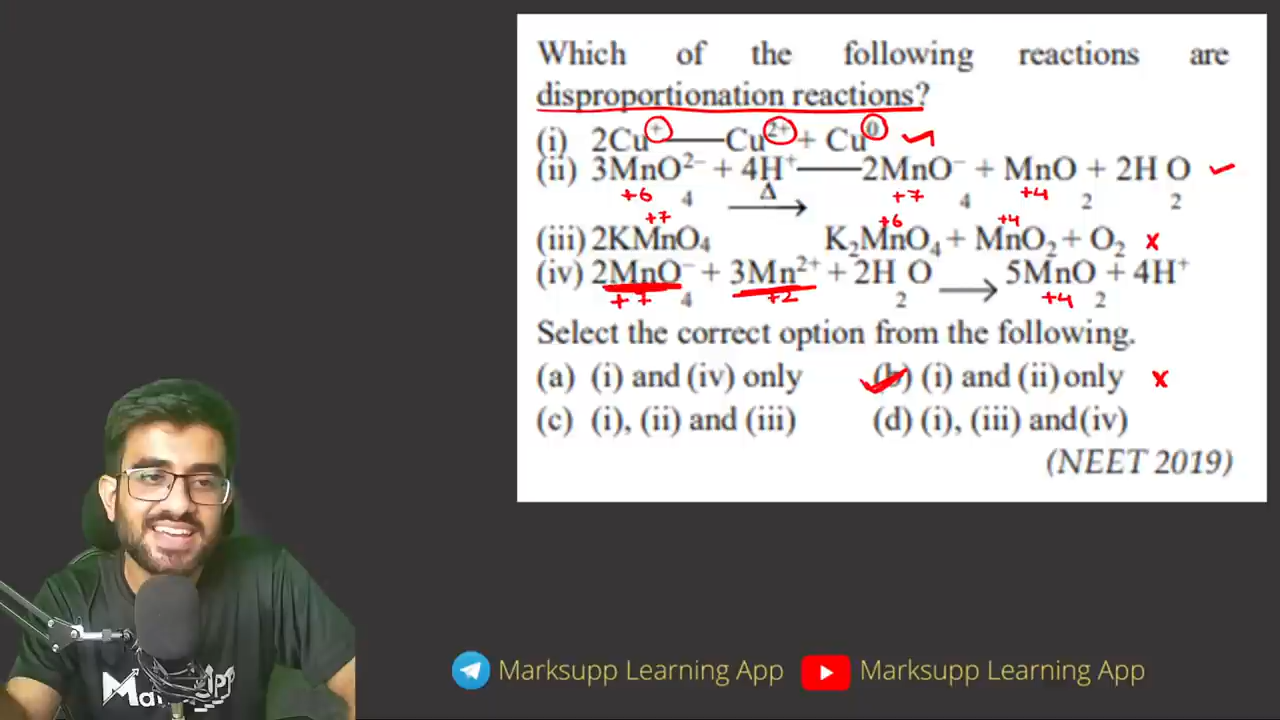 Which of the following reactions are
disproportionation reactions?
(i) 2Cu⁺ —— Cu²⁺ + Cu⁰
(ii) 3MnO₄²⁻ + 4H⁺ —— 2MnO₄⁻ + MnO₂ + 2H₂O
+6 Δ→ +7 +4
+7 +6 +4
(iii) 2KMnO₄ K₂MnO₄ + MnO₂ + O₂ x
(iv) 2MnO₄⁻ + 3Mn²⁺ + 2H₂O → 5MnO₂ + 4H⁺
+7 +2 +4
Select the correct option from the following.
(a) (i) and (iv) only (b) (i) and (ii) only x
(c) (i), (ii) and (iii) (d) (i), (iii) and(iv)
(NEET 2019)
Marksupp Learning App Marksupp Learning App